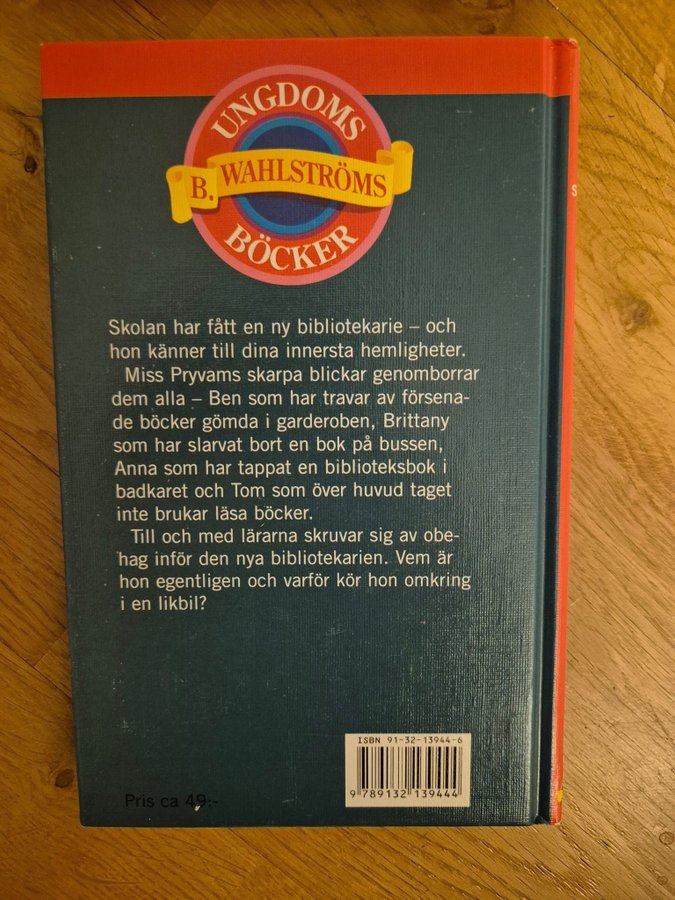 UNGDOMS
B. WAHLSTRÖMS
BÖCKER
Skolan har fått en ny bibliotekarie – och
hon känner till dina innersta hemligheter.
Miss Pryvams skarpa blickar genomborrar
dem alla – Ben som har travar av försena-
de böcker gömda i garderoben, Brittany
som har slarvat bort en bok på bussen,
Anna som har tappat en biblioteksbok i
badkaret och Tom som över huvud taget
inte brukar läsa böcker.
Till och med lärarna skruvar sig av obe-
hag inför den nya bibliotekarien. Vem är
hon egentligen och varför kör hon omkring
i en likbil?
ISBN 91-32-13944-6
9 789132 139444
Pris ca 49:-
S